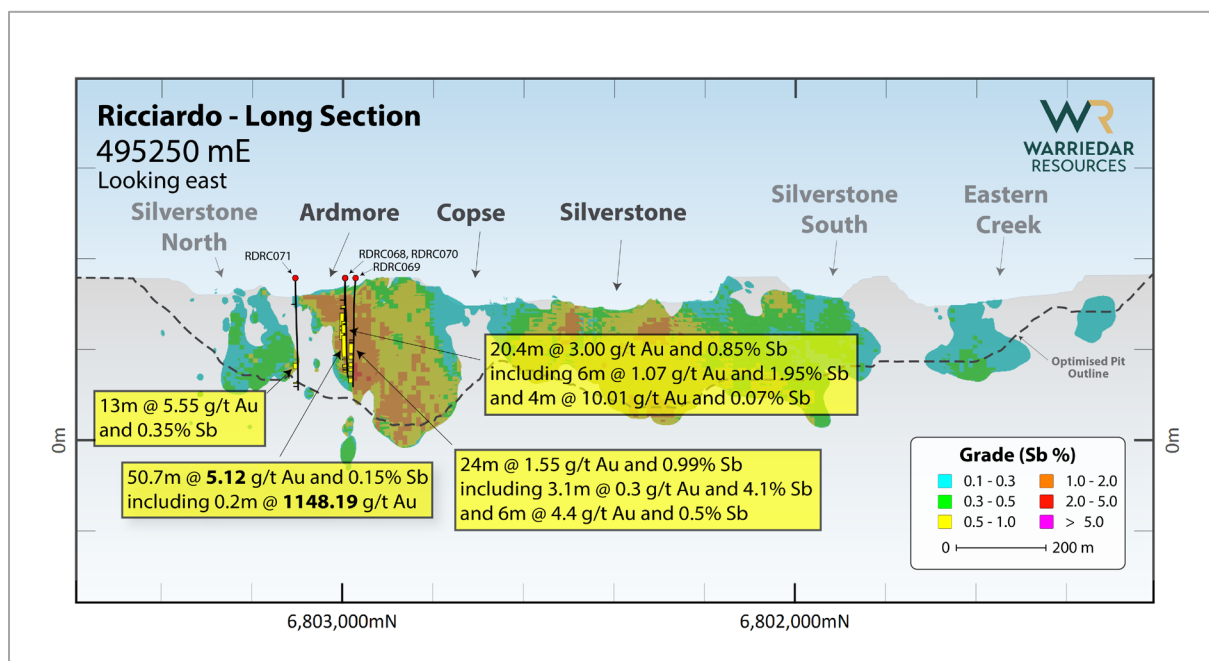 Ricciardo - Long Section
495250 mE
Looking east
WR
WARRIEDAR
RESOURCES
Silverstone
North
Ardmore
Copse
Silverstone
Silverstone
South
Eastern
Creek
RDRC071
RDRC068, RDRC070
RDRC069
20.4m @ 3.00 g/t Au and 0.85% Sb
including 6m @ 1.07 g/t Au and 1.95% Sb
and 4m @ 10.01 g/t Au and 0.07% Sb
Optimised Pit
Outline
13m @ 5.55 g/t Au
and 0.35% Sb
50.7m @ 5.12 g/t Au and 0.15% Sb
including 0.2m @ 1148.19 g/t Au
24m @ 1.55 g/t Au and 0.99% Sb
including 3.1m @ 0.3 g/t Au and 4.1% Sb
and 6m @ 4.4 g/t Au and 0.5% Sb
0m
0m
Grade (Sb %)
0.1 - 0.3
1.0 - 2.0
0.3 - 0.5
2.0 - 5.0
0.5 - 1.0
> 5.0
0
200 m
6,803,000mN
6,802,000mN